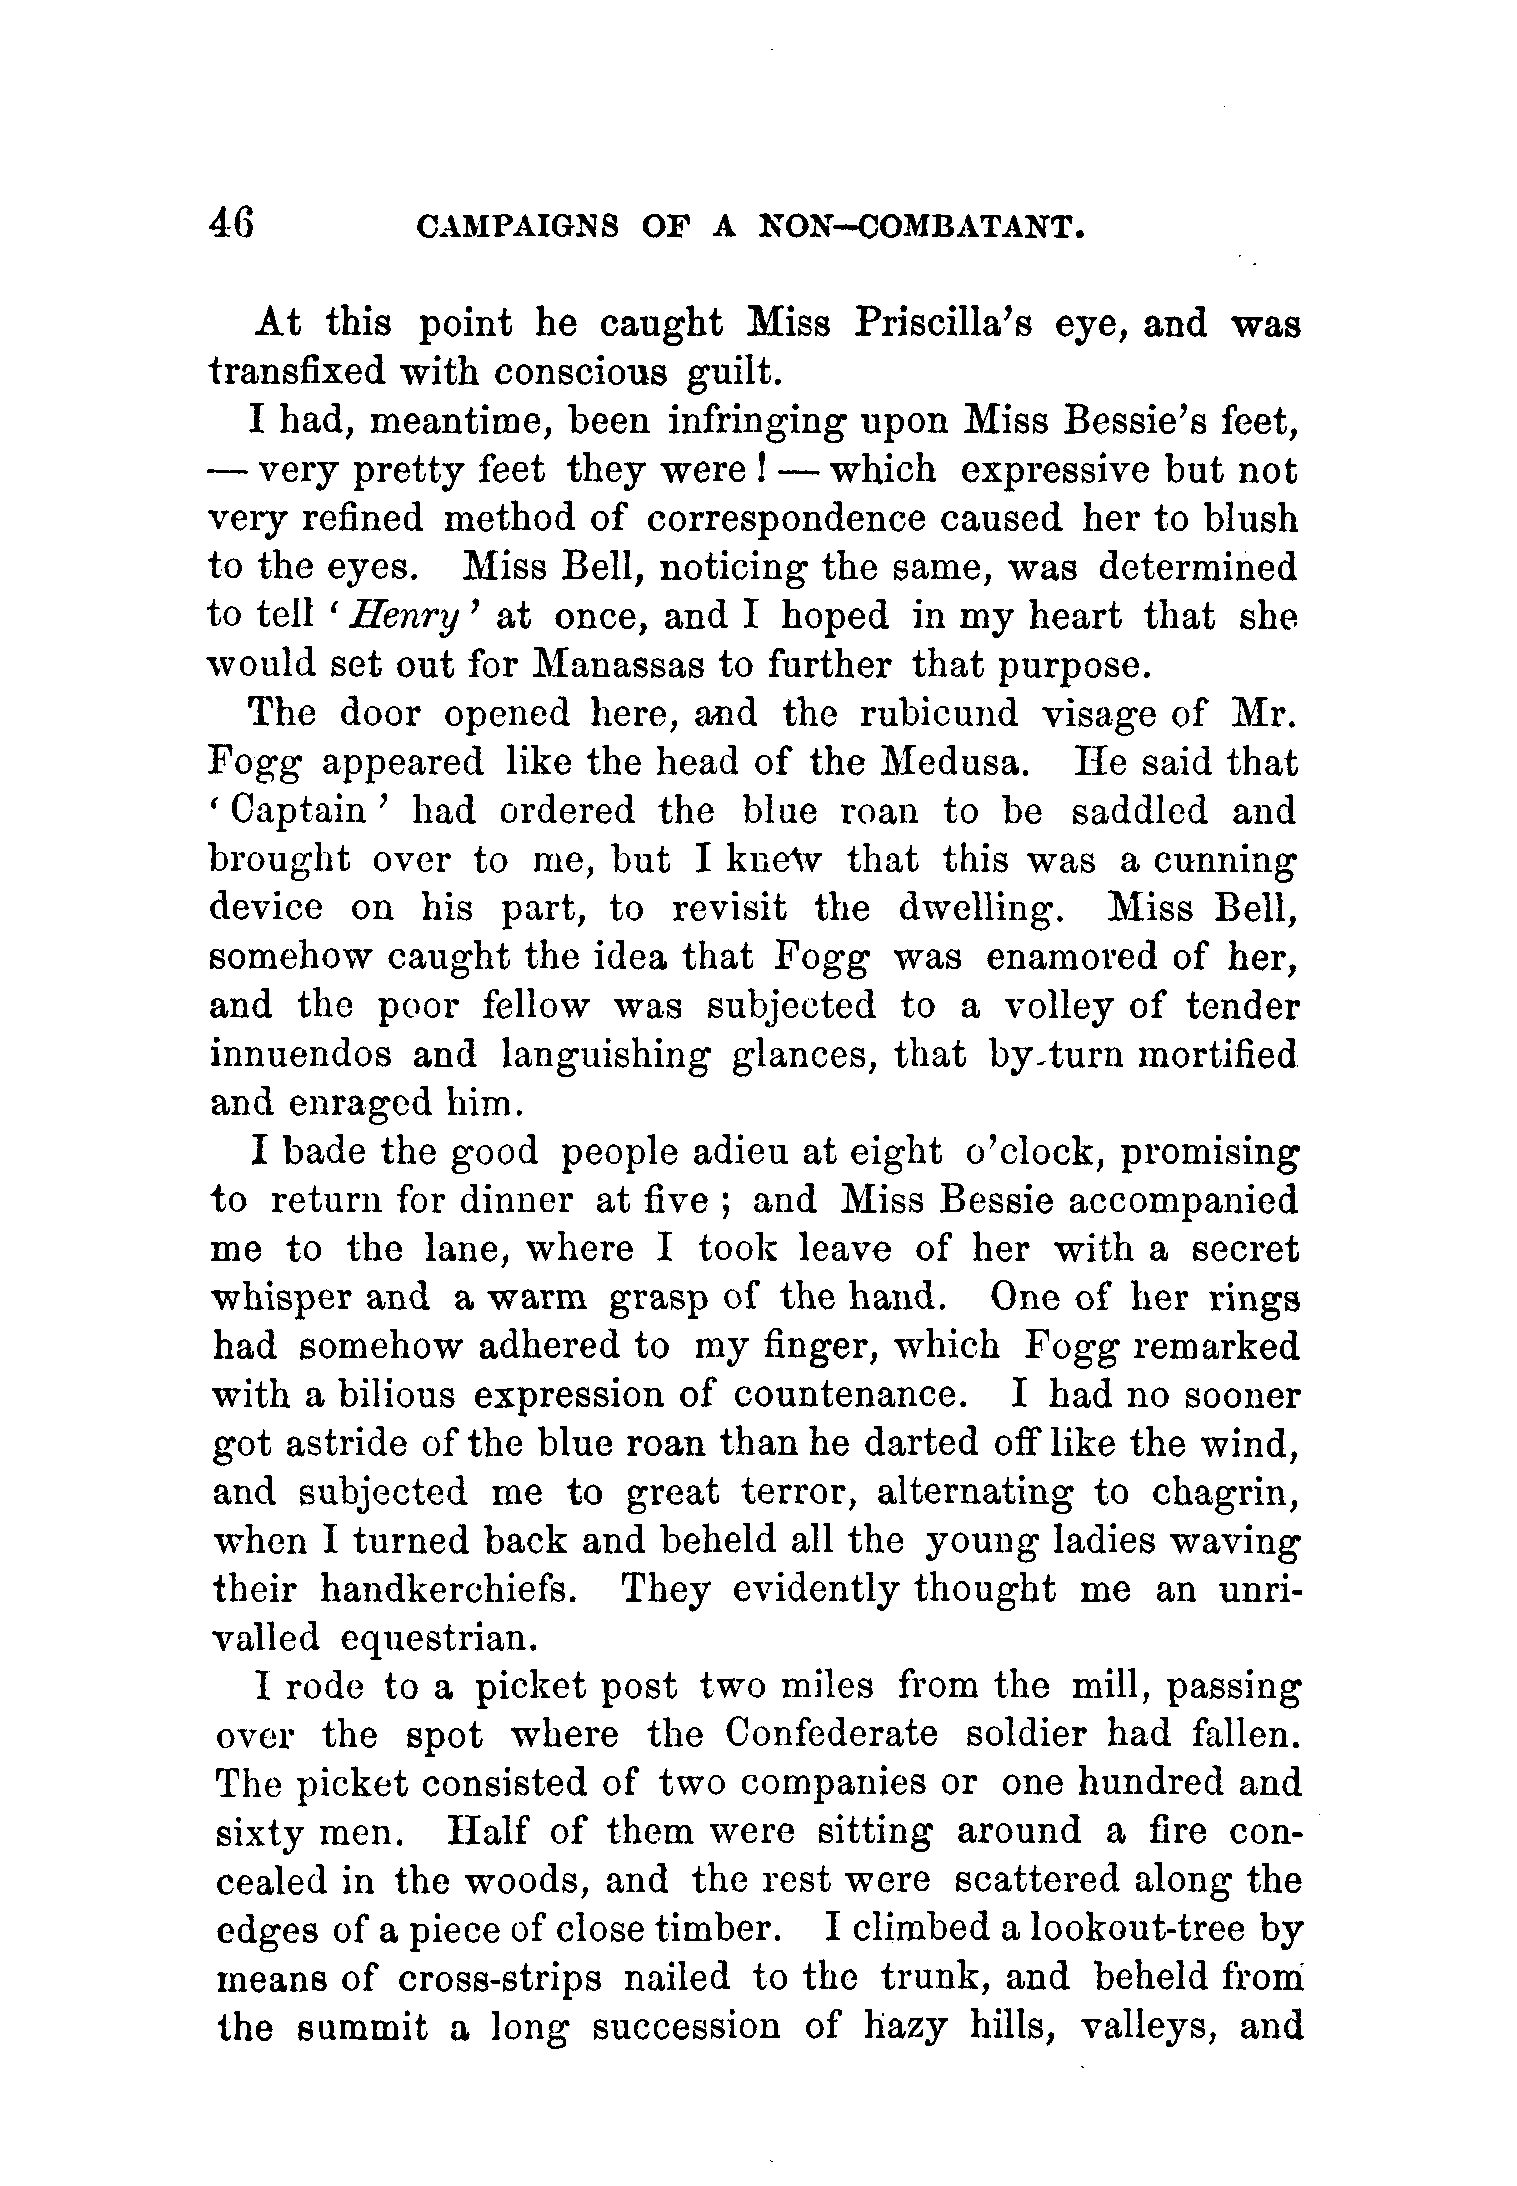 46 CAMPAIGNS OF A NON—COMBATANT.
At this point he caught Miss Priscilla's eye, and was
transfixed with conscious guilt.
I had, meantime, been infringing upon Miss Bessie's feet,
— very pretty feet they were ! — which expressive but not
very refined method of correspondence caused her to blush
to the eyes. Miss Bell, noticing the same, was determined
to tell ‘ Henry ’ at once, and I hoped in my heart that she
would set out for Manassas to further that purpose.
The door opened here, and the rubicund visage of Mr.
Fogg appeared like the head of the Medusa. He said that
‘ Captain ’ had ordered the blue roan to be saddled and
brought over to me, but I knew that this was a cunning
device on his part, to revisit the dwelling. Miss Bell,
somehow caught the idea that Fogg was enamored of her,
and the poor fellow was subjected to a volley of tender
innuendos and languishing glances, that by-turn mortified
and enraged him.
I bade the good people adieu at eight o'clock, promising
to return for dinner at five ; and Miss Bessie accompanied
me to the lane, where I took leave of her with a secret
whisper and a warm grasp of the hand. One of her rings
had somehow adhered to my finger, which Fogg remarked
with a bilious expression of countenance. I had no sooner
got astride of the blue roan than he darted off like the wind,
and subjected me to great terror, alternating to chagrin,
when I turned back and beheld all the young ladies waving
their handkerchiefs. They evidently thought me an unri-
valled equestrian.
I rode to a picket post two miles from the mill, passing
over the spot where the Confederate soldier had fallen.
The picket consisted of two companies or one hundred and
sixty men. Half of them were sitting around a fire con-
cealed in the woods, and the rest were scattered along the
edges of a piece of close timber. I climbed a lookout-tree by
means of cross-strips nailed to the trunk, and beheld from
the summit a long succession of hazy hills, valleys, and